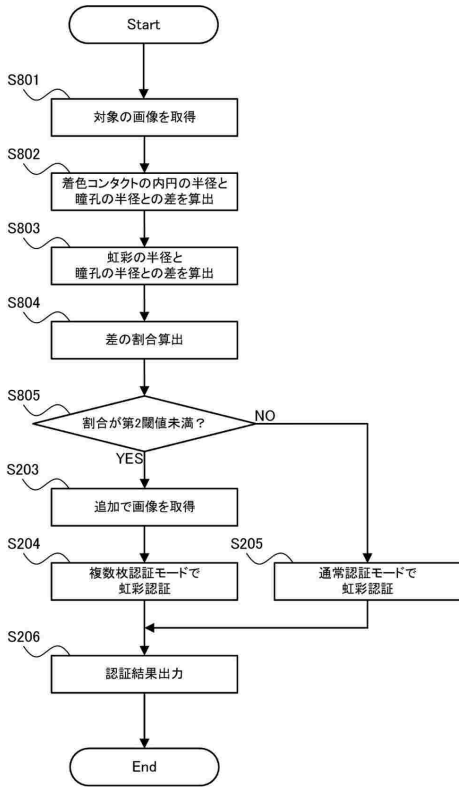 Start
S801
対象の画像を取得
S802
着色コンタクトの内円の半径と
瞳孔の半径との差を算出
S803
虹彩の半径と
瞳孔の半径との差を算出
S804
差の割合算出
S805
割合が第2閾値未満？
NO
YES
S203
追加で画像を取得
S204
複数枚認証モードで
虹彩認証
S205
通常認証モードで
虹彩認証
S206
認証結果出力
End